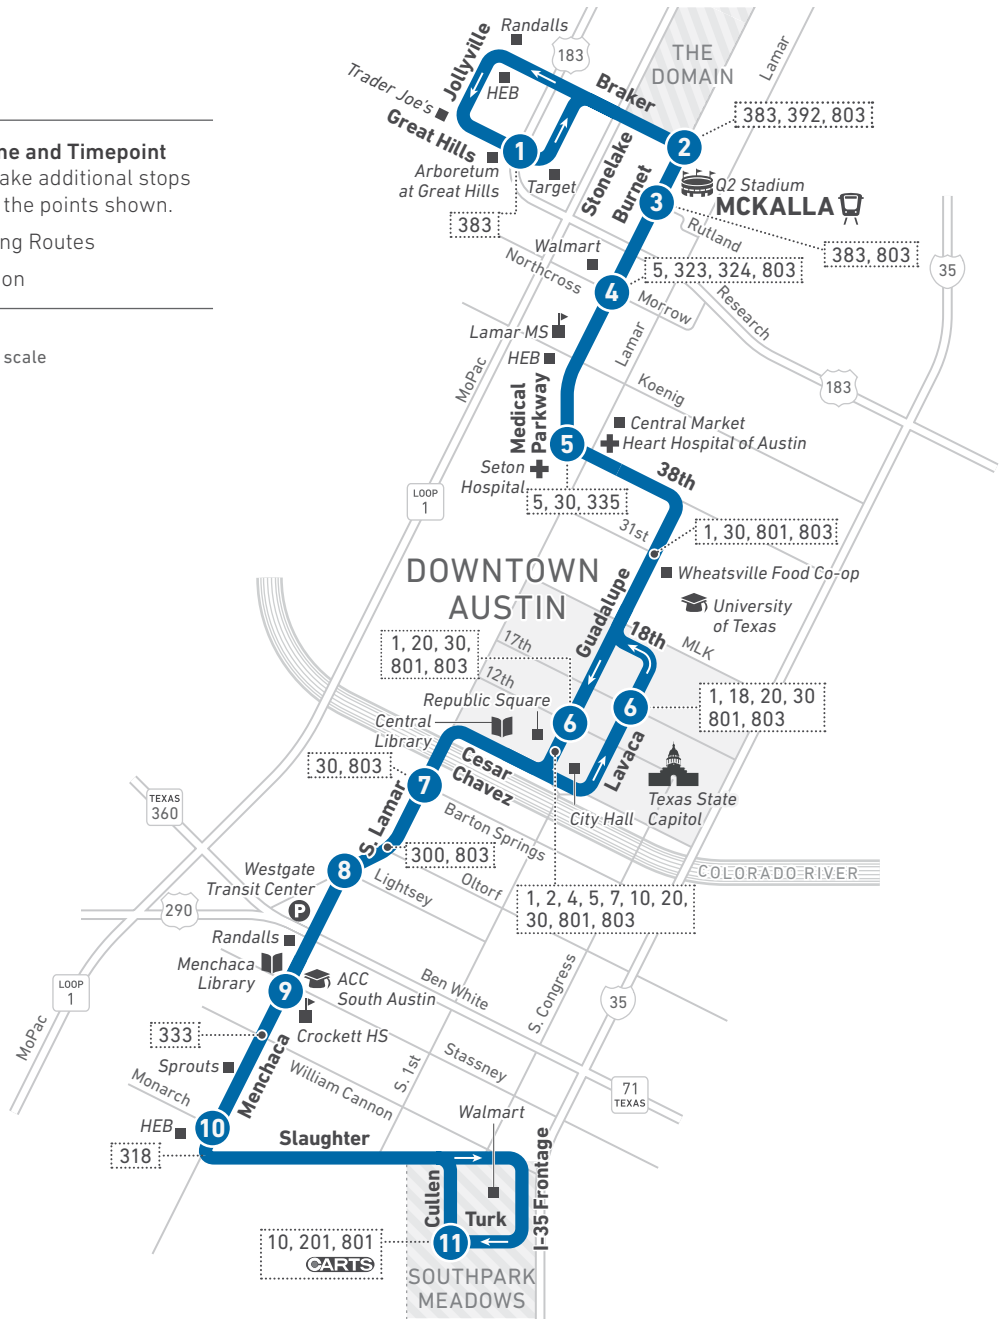 Randalls
183
THE
DOMAIN
Lamar
Jollyville
Trader Joe's
HEB
Braker
Great Hills
383, 392, 803
1
2
Arboretum
at Great Hills
Target
Stonelake
Burnet
Q2 Stadium
MCKALLA
3
ne and Timepoint
ake additional stops
the points shown.
ng Routes
on
scale
383
Rutland
383, 803
35
Walmart
Northcross
5, 323, 324, 803
4
Morrow
Research
Lamar MS
Lamar
HEB
MoPac
Koenig
183
Medical
Parkway
Central Market
Heart Hospital of Austin
5
Seton
Hospital
38th
LOOP
1
5, 30, 335
31st
1, 30, 801, 803
DOWNTOWN
AUSTIN
Wheatsville Food Co-op
University
of Texas
Guadalupe
18th
MLK
17th
12th
1, 20, 30,
801, 803
Republic Square
6
6
1, 18, 20, 30
801, 803
Central
Library
Cesar
Chavez
Lavaca
30, 803
7
Texas State
Capitol
City Hall
TEXAS
360
S. Lamar
Barton Springs
300, 803
COLORADO RIVER
Westgate
Transit Center
8
Lightsey
Oltorf
1, 2, 4, 5, 7, 10, 20,
30, 801, 803
290
P
Randalls
Menchaca
Library
ACC
South Austin
9
Ben White
S. Congress
LOOP
1
35
MoPac
333
Crockett HS
Sprouts
Menchaca
William Cannon
S. 1st
Stassney
71
TEXAS
Monarch
HEB
10
Walmart
318
Slaughter
Cullen
Turk
I-35 Frontage
10, 201, 801
CARTS
11
SOUTHPARK
MEADOWS